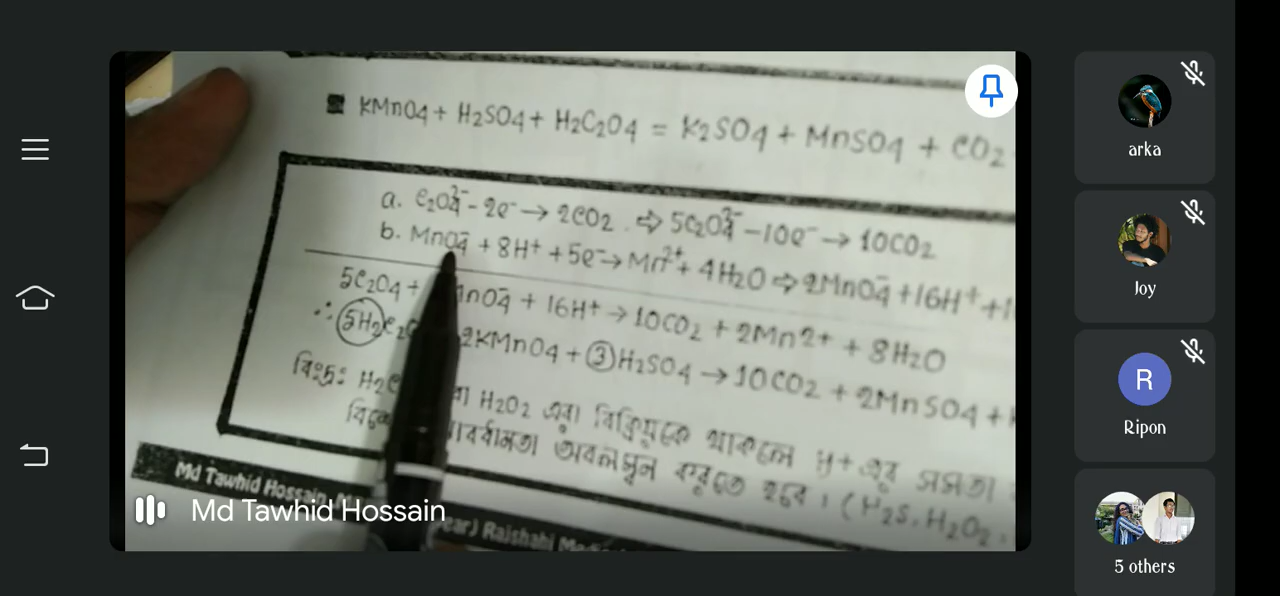 KMnO4 + H2SO4 + H2C2O4 = K2SO4 + MnSO4 + CO2
a. C2O4²⁻ - 2e⁻ → 2CO2 ⇨ 5C2O4²⁻ - 10e⁻ → 10CO2
b. MnO4⁻ + 8H⁺ + 5e⁻ → Mn²⁺ + 4H2O ⇨ 2MnO4⁻ + 16H⁺ +
5C2O4 + MnO4⁻ + 16H+ → 10CO2 + 2Mn2+ + 8H2O
∴ 5H2 2KMnO4 + ③H2SO4 → 10CO2 + 2MnSO4 +
বিঃদ্রঃ H2C বা H2O2 এরা বিক্রিয়কে থাকলে H+ এর সমতা
অবলম্বন করতে হবে। (H2S, H2O2,
Md Tawhid Hossain
Rajshahi
Md Tawhid Hossain
arka
Joy
R
Ripon
5 others